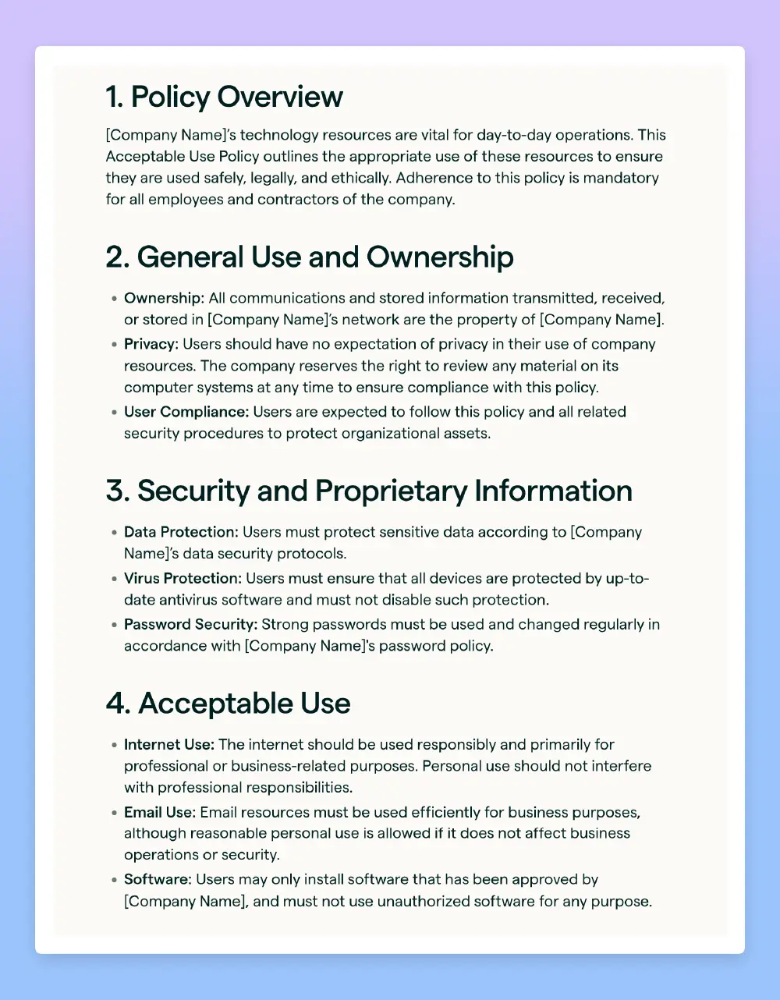 1. Policy Overview
[Company Name]’s technology resources are vital for day-to-day operations. This
Acceptable Use Policy outlines the appropriate use of these resources to ensure
they are used safely, legally, and ethically. Adherence to this policy is mandatory
for all employees and contractors of the company.
2. General Use and Ownership
• Ownership: All communications and stored information transmitted, received,
or stored in [Company Name]’s network are the property of [Company Name].
• Privacy: Users should have no expectation of privacy in their use of company
resources. The company reserves the right to review any material on its
computer systems at any time to ensure compliance with this policy.
• User Compliance: Users are expected to follow this policy and all related
security procedures to protect organizational assets.
3. Security and Proprietary Information
• Data Protection: Users must protect sensitive data according to [Company
Name]’s data security protocols.
• Virus Protection: Users must ensure that all devices are protected by up-to-
date antivirus software and must not disable such protection.
• Password Security: Strong passwords must be used and changed regularly in
accordance with [Company Name]'s password policy.
4. Acceptable Use
• Internet Use: The internet should be used responsibly and primarily for
professional or business-related purposes. Personal use should not interfere
with professional responsibilities.
• Email Use: Email resources must be used efficiently for business purposes,
although reasonable personal use is allowed if it does not affect business
operations or security.
• Software: Users may only install software that has been approved by
[Company Name], and must not use unauthorized software for any purpose.